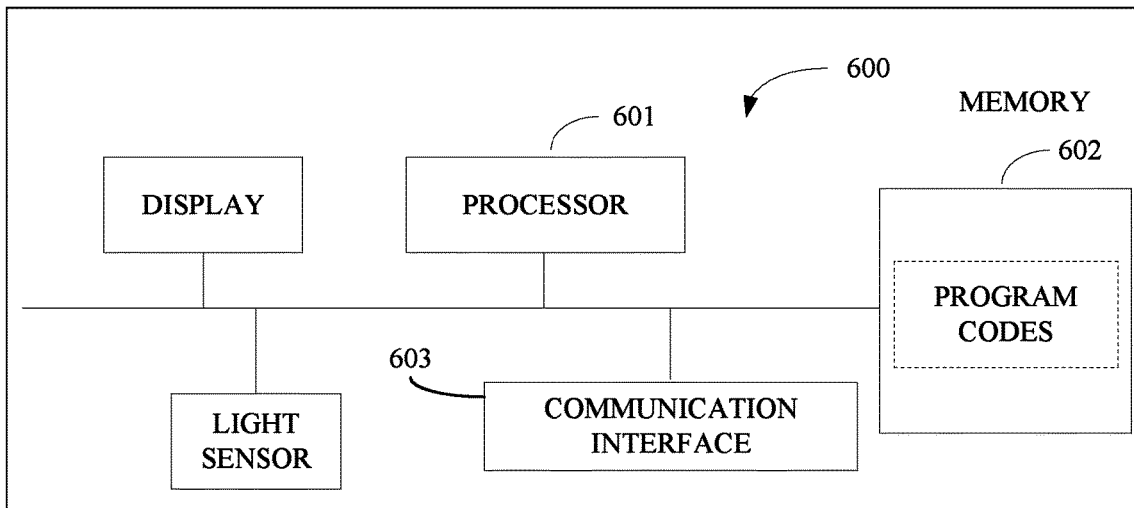 600
MEMORY
601
602
DISPLAY
PROCESSOR
PROGRAM
CODES
603
LIGHT
SENSOR
COMMUNICATION
INTERFACE